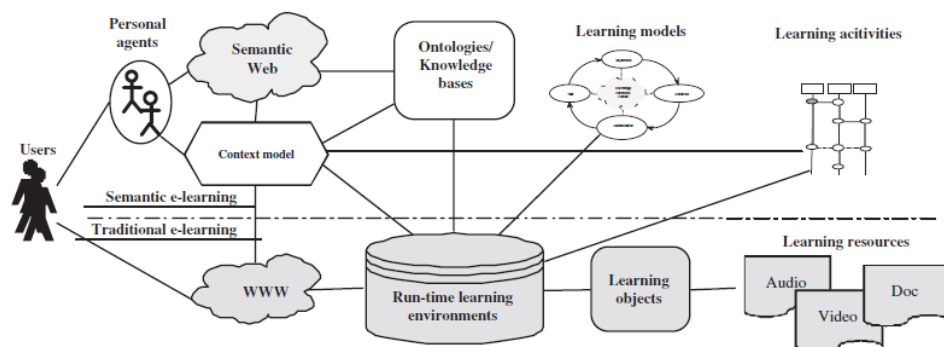 Personal
agents
Semantic
Web
Ontologies/
Knowledge
bases
Learning models
Learning acitivities
Users
Context model
Semantic e-learning
Traditional e-learning
WWW
Run-time learning
environments
Learning
objects
Learning resources
Audio
Video
Doc